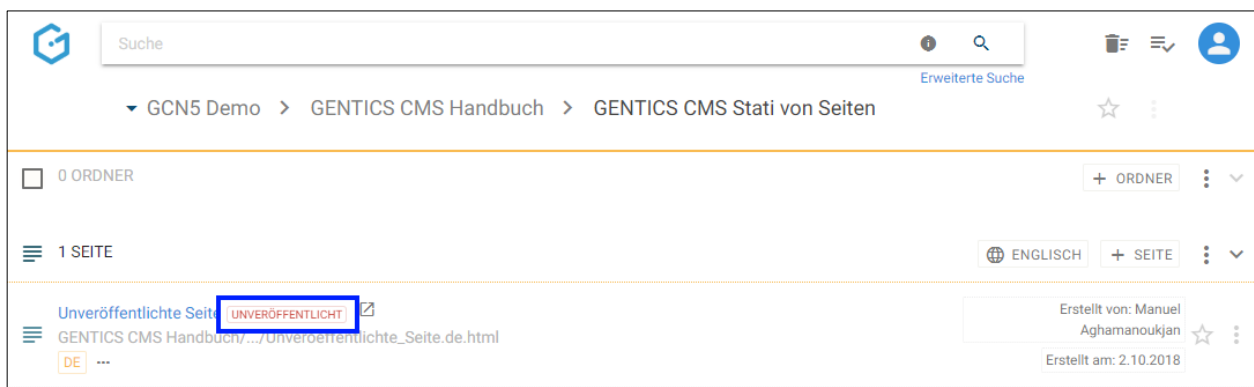 Suche
Erweiterte Suche
GCN5 Demo > GENTICS CMS Handbuch > GENTICS CMS Stati von Seiten
0 ORDNER + ORDNER
1 SEITE ENGLISCH + SEITE
Unveröffentlichte Seite UNVERÖFFENTLICHT
GENTICS CMS Handbuch/.../Unveroeffentlichte_Seite.de.html
DE
Erstellt von: Manuel
Aghamanoukjan
Erstellt am: 2.10.2018